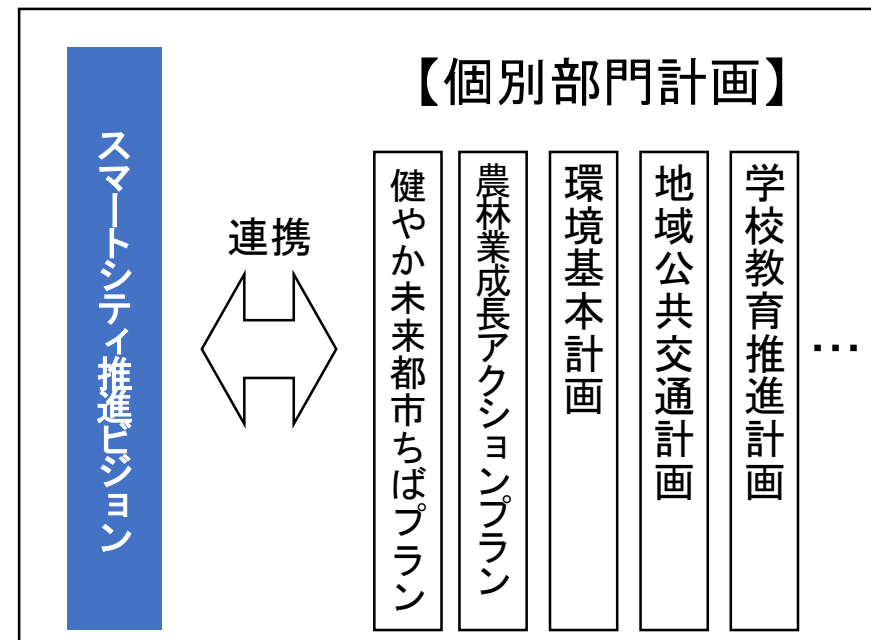 スマートシティ推進ビジョン
連携
【個別部門計画】
健やか未来都市ちばプラン
農林業成長アクションプラン
環境基本計画
地域公共交通計画
学校教育推進計画
…